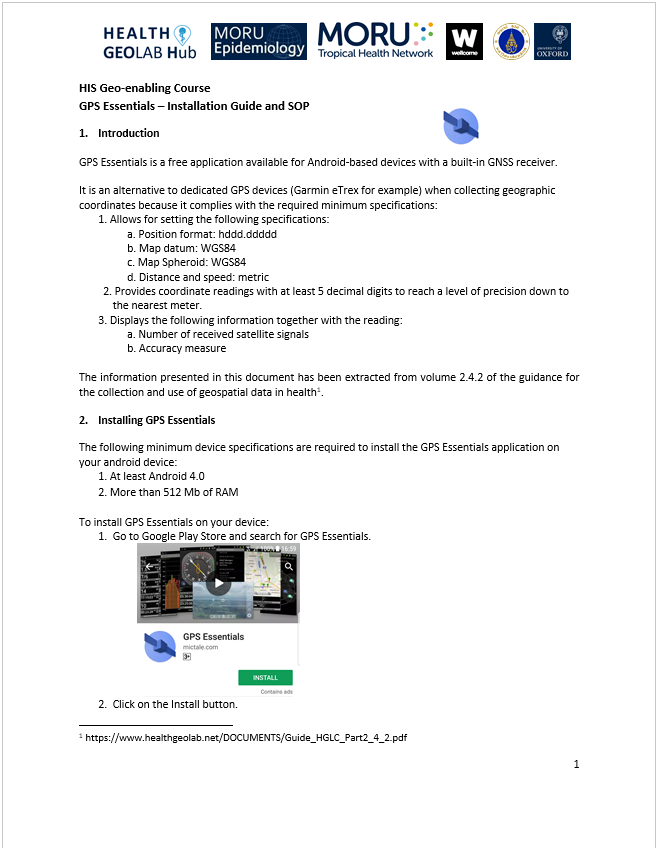 HEALTH
GEOLAB Hub
MORU
Epidemiology
MORU
Tropical Health Network
W
wellcome
UNIVERSITY OF
OXFORD
HIS Geo-enabling Course
GPS Essentials – Installation Guide and SOP
1. Introduction
GPS Essentials is a free application available for Android-based devices with a built-in GNSS receiver.
It is an alternative to dedicated GPS devices (Garmin eTrex for example) when collecting geographic
coordinates because it complies with the required minimum specifications:
1. Allows for setting the following specifications:
a. Position format: hddd.ddddd
b. Map datum: WGS84
c. Map Spheroid: WGS84
d. Distance and speed: metric
2. Provides coordinate readings with at least 5 decimal digits to reach a level of precision down to
the nearest meter.
3. Displays the following information together with the reading:
a. Number of received satellite signals
b. Accuracy measure
The information presented in this document has been extracted from volume 2.4.2 of the guidance for
the collection and use of geospatial data in health¹.
2. Installing GPS Essentials
The following minimum device specifications are required to install the GPS Essentials application on
your android device:
1. At least Android 4.0
2. More than 512 Mb of RAM
To install GPS Essentials on your device:
1. Go to Google Play Store and search for GPS Essentials.
16:59
GPS Essentials
mictale.com
3+
INSTALL
Contains ads
2. Click on the Install button.
¹ https://www.healthgeolab.net/DOCUMENTS/Guide_HGLC_Part2_4_2.pdf
1